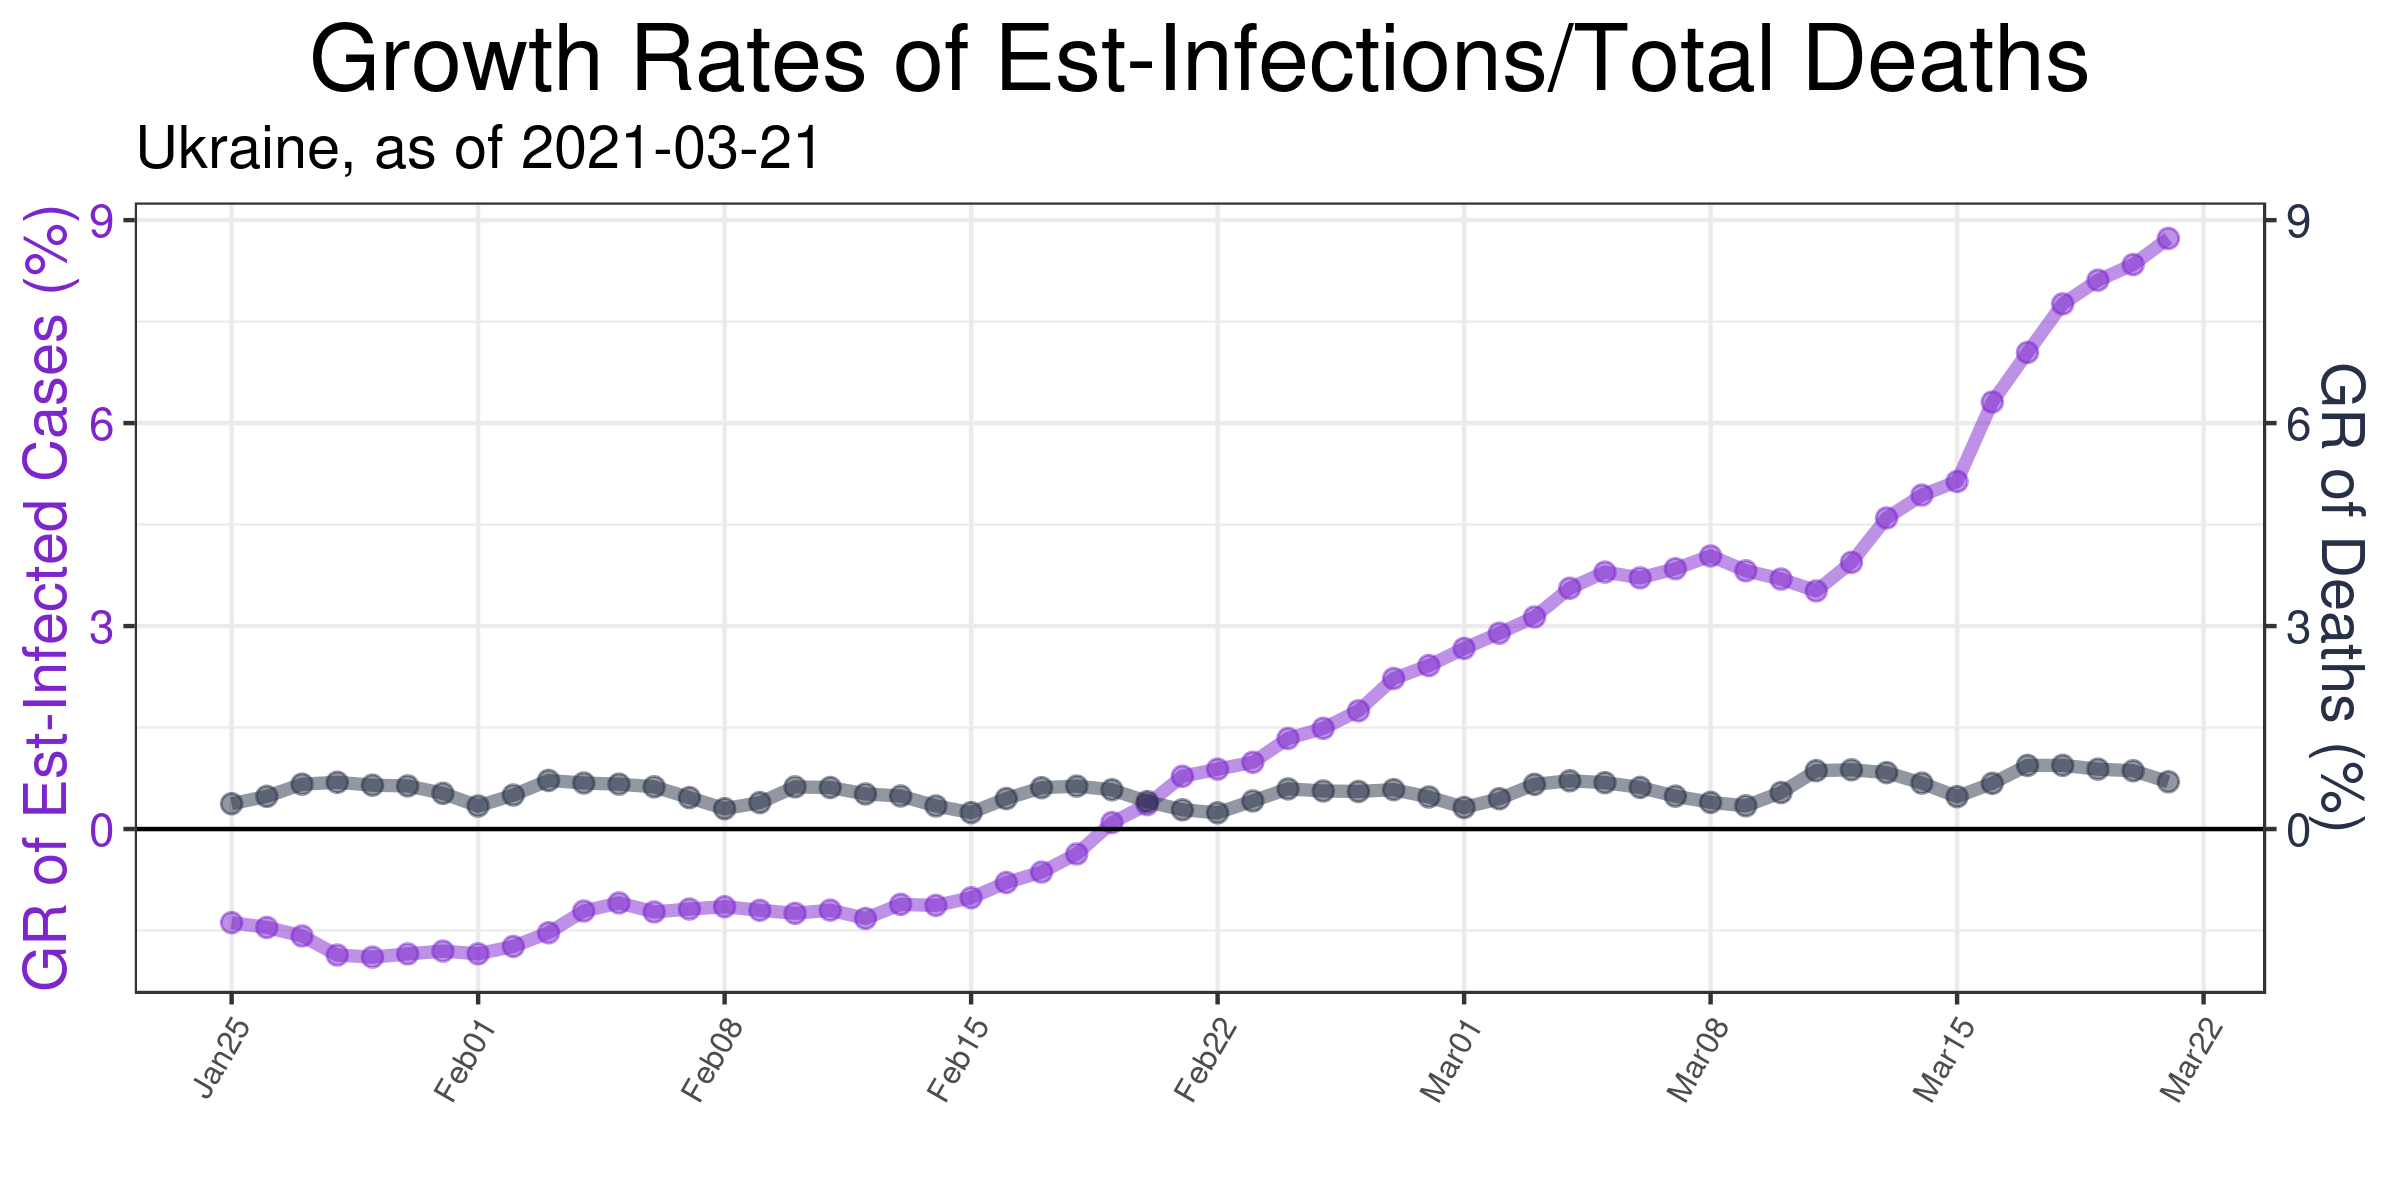 Growth Rates of Est-Infections/Total Deaths
Ukraine, as of 2021-03-21
GR of Est-Infected Cases (%)
9
6
3
0
9
6
3
0
GR of Deaths (%)
Jan25
Feb01
Feb08
Feb15
Feb22
Mar01
Mar08
Mar15
Mar22